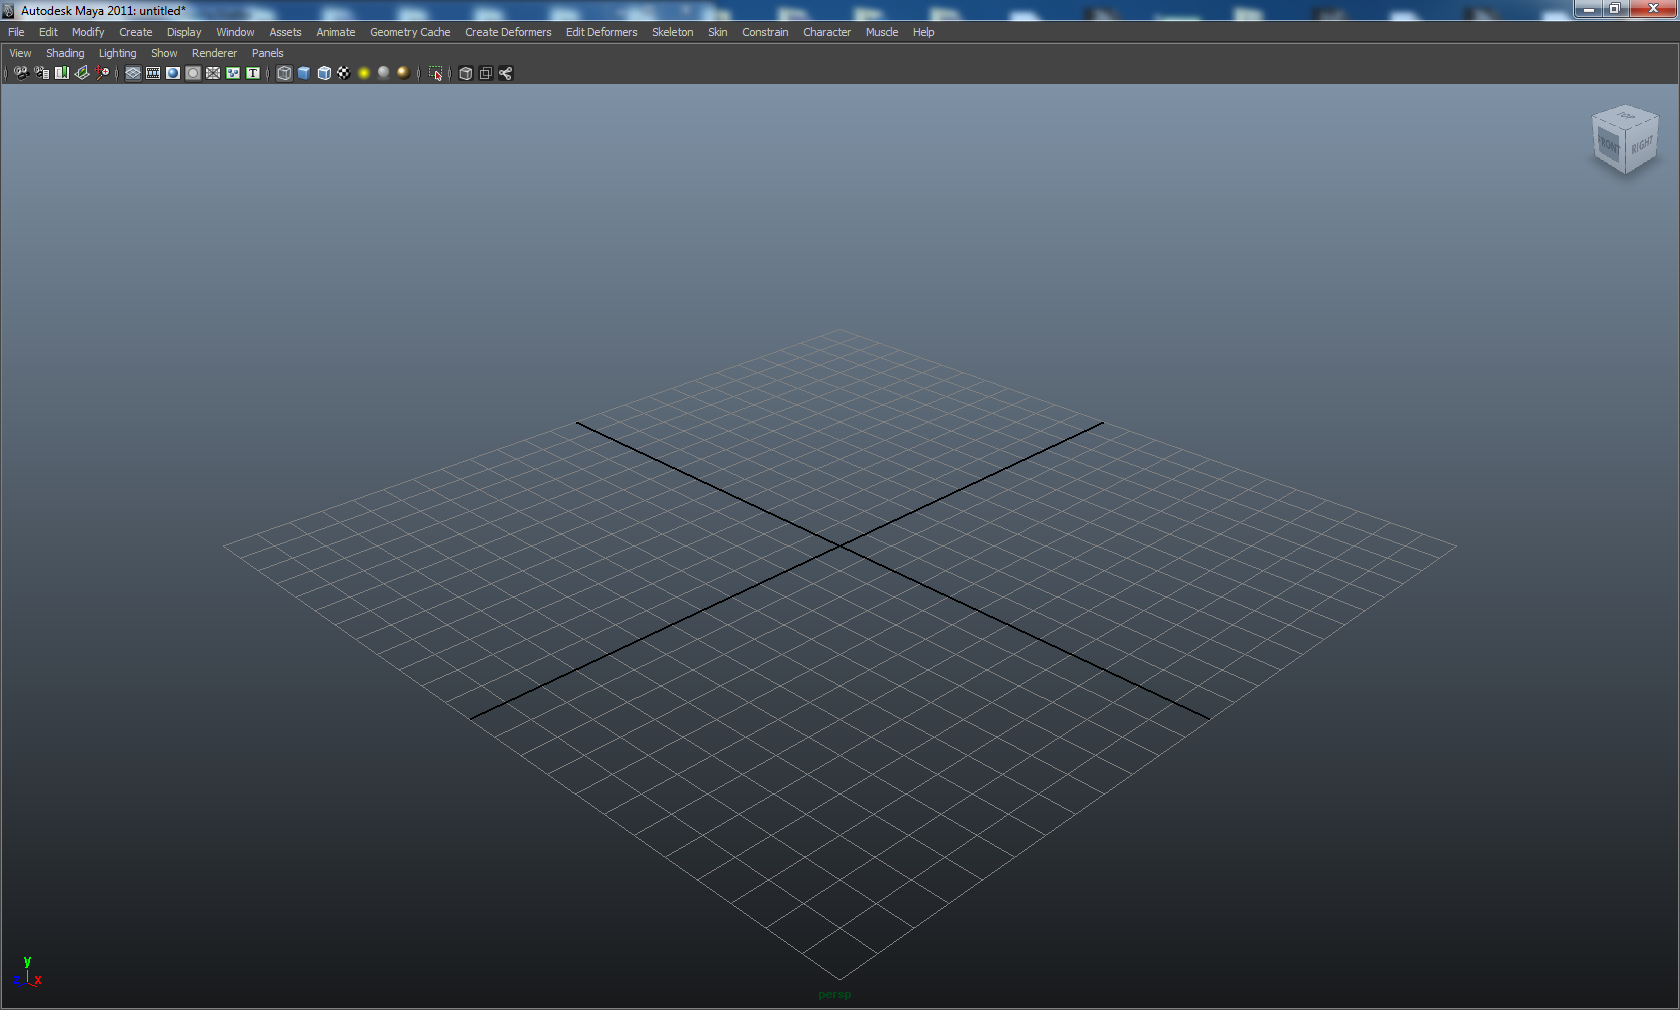 Autodesk Maya 2011: untitled*
File Edit Modify Create Display Window Assets Animate Geometry Cache Create Deformers Edit Deformers Skeleton Skin Constrain Character Muscle Help
View Shading Lighting Show Renderer Panels
T
TOP
FRONT RIGHT
y
z x
persp